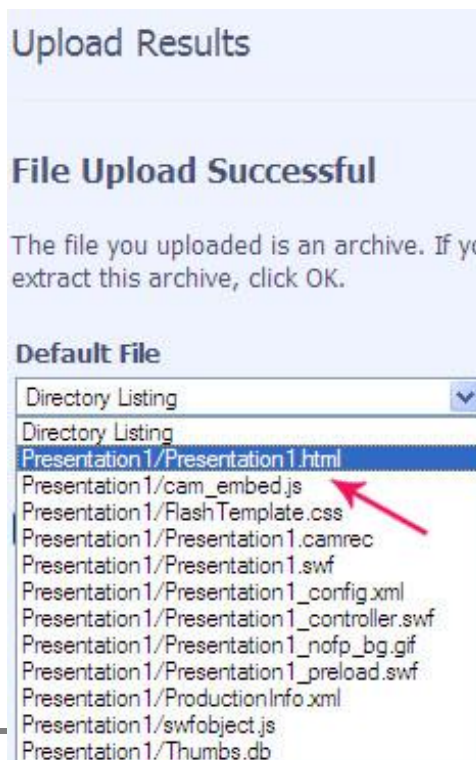 Upload Results
File Upload Successful
The file you uploaded is an archive. If
extract this archive, click OK.
Default File
Directory Listing
Directory Listing
Presentation1/Presentation1.html
Presentation1/cam_embed.js
Presentation1/FlashTemplate.css
Presentation1/Presentation1.camrec
Presentation1/Presentation1.swf
Presentation1/Presentation1_config.xml
Presentation1/Presentation1_controller.swf
Presentation1/Presentation1_nofp_bg.gif
Presentation1/Presentation1_preload.swf
Presentation1/ProductionInfo.xml
Presentation1/swfobject.js
Presentation1/Thumbs.db